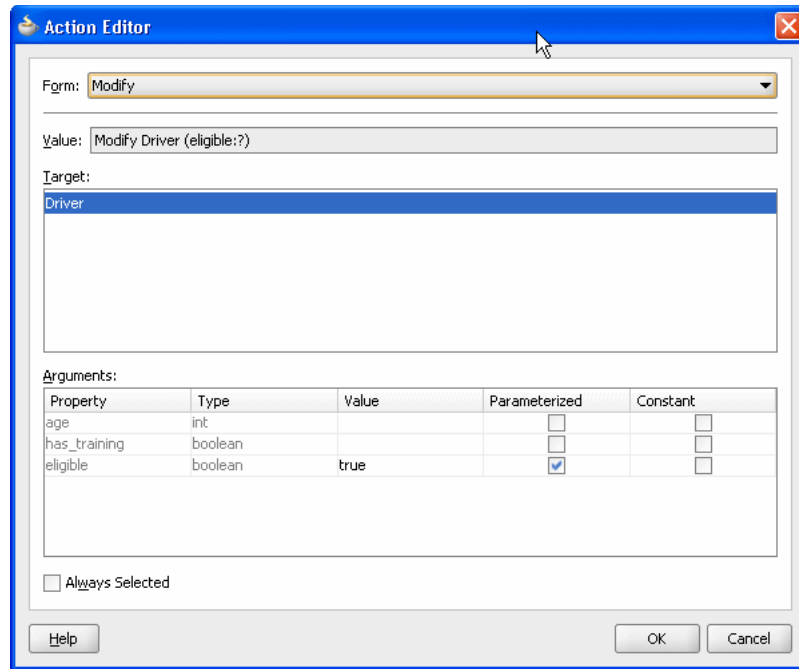 Action Editor
Form: Modify
Value: Modify Driver (eligible:?)
Target:
Driver
Arguments:
Property Type Value Parameterized Constant
age int
has_training boolean
eligible boolean true
Always Selected
Help OK Cancel